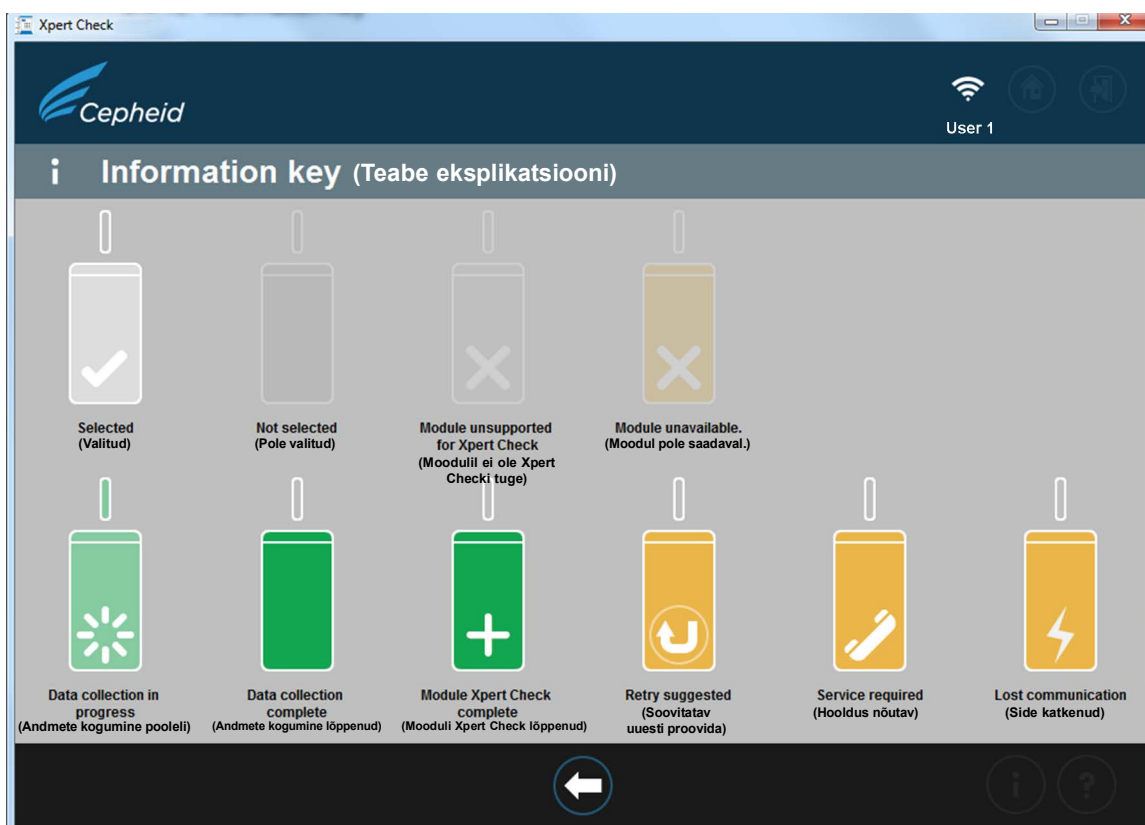 Xpert Check
Cepheid
User 1
i Information key (Teabe eksplikatsiooni)
Selected
(Valitud)
Not selected
(Pole valitud)
Module unsupported
for Xpert Check
(Moodulil ei ole Xpert
Checki tuge)
Module unavailable.
(Moodul pole saadaval.)
Data collection in
progress
(Andmete kogumine pooleli)
Data collection
complete
(Andmete kogumine lõppenud)
Module Xpert Check
complete
(Mooduli Xpert Check lõppenud)
Retry suggested
(Soovitatav
uuesti proovida)
Service required
(Hooldus nõutav)
Lost communication
(Side katkenud)
i ?